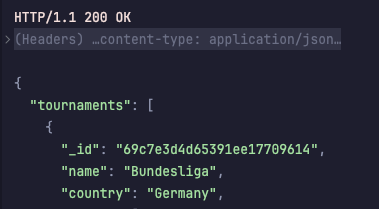 HTTP/1.1 200 OK
(Headers) …content-type: application/json…
{
"tournaments": [
{
"_id": "69c7e3d4d65391ee17709614",
"name": "Bundesliga",
"country": "Germany",